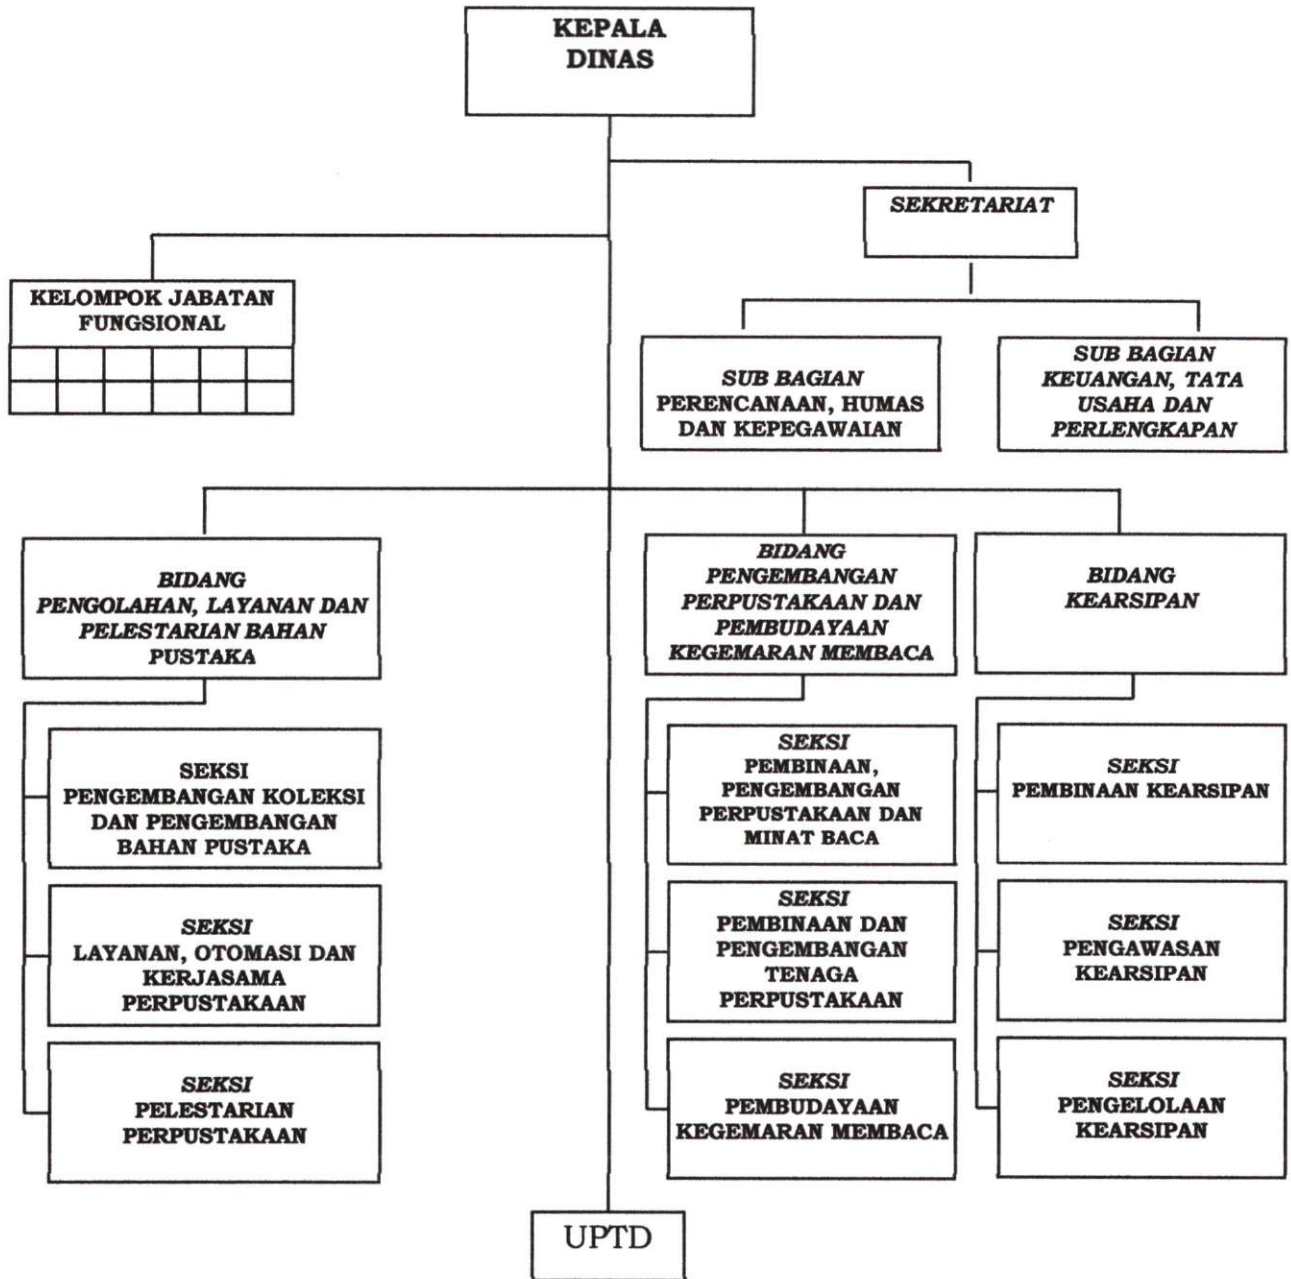 KEPALA
DINAS
SEKRETARIAT
KELOMPOK JABATAN
FUNGSIONAL
SUB BAGIAN
PERENCANAAN, HUMAS
DAN KEPEGAWAIAN
SUB BAGIAN
KEUANGAN, TATA
USAHA DAN
PERLENGKAPAN
BIDANG
PENGOLAHAN, LAYANAN DAN
PELESTARIAN BAHAN
PUSTAKA
SEKSI
PENGEMBANGAN KOLEKSI
DAN PENGEMBANGAN
BAHAN PUSTAKA
SEKSI
LAYANAN, OTOMASI DAN
KERJASAMA
PERPUSTAKAAN
SEKSI
PELESTARIAN
PERPUSTAKAAN
BIDANG
PENGEMBANGAN
PERPUSTAKAAN DAN
PEMBUDAYAAN
KEGEMARAN MEMBACA
SEKSI
PEMBINAAN,
PENGEMBANGAN
PERPUSTAKAAN DAN
MINAT BACA
SEKSI
PEMBINAAN DAN
PENGEMBANGAN
TENAGA
PERPUSTAKAAN
SEKSI
PEMBUDAYAAN
KEGEMARAN MEMBACA
BIDANG
KEARSIPAN
SEKSI
PEMBINAAN KEARSIPAN
SEKSI
PENGAWASAN
KEARSIPAN
SEKSI
PENGELOLAAN
KEARSIPAN
UPTD